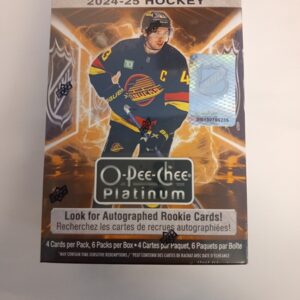 2024-25 HOCKEY
43
O-Pee-Chee
Platinum
Look for Autographed Rookie Cards!
Recherchez les cartes de recrues autographiées!
4 Cards per Pack, 6 Packs per Box • 4 Cartes par Paquet, 6 Paquets par Boîte